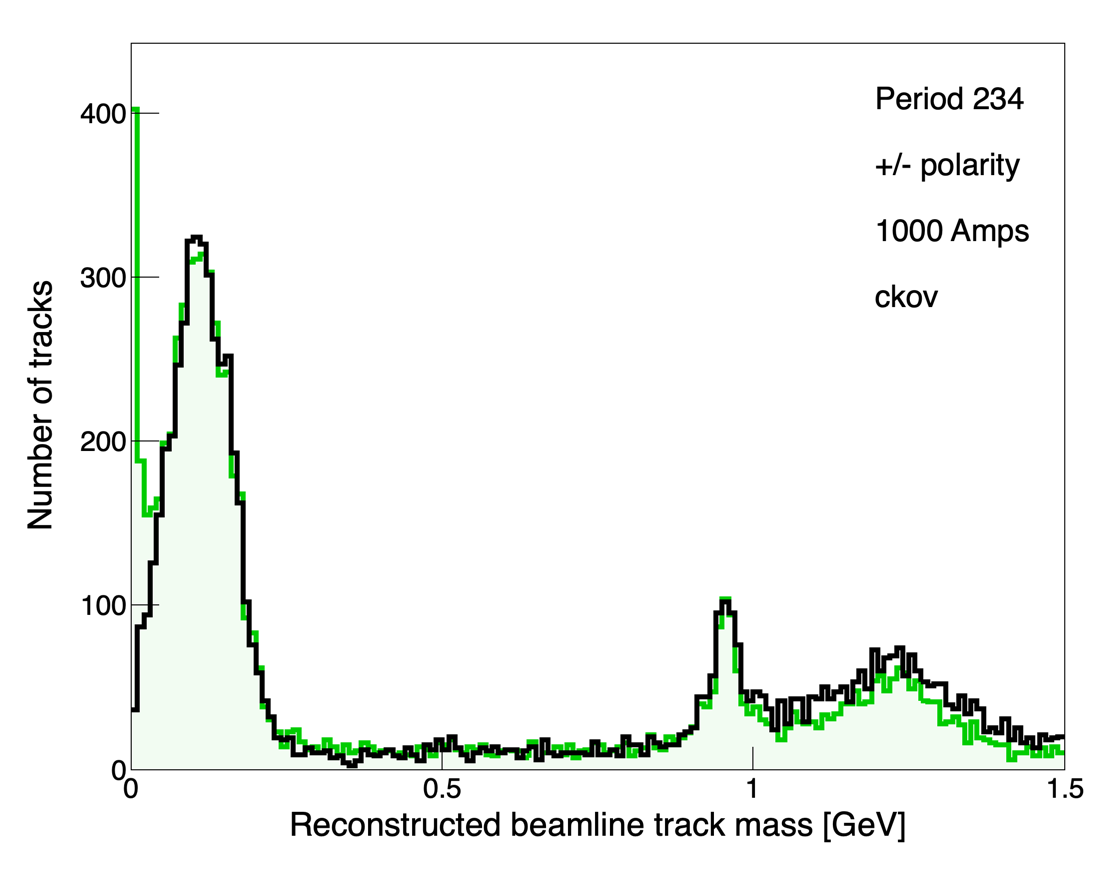 400
300
200
100
0
0
0.5
1
1.5
Number of tracks
Reconstructed beamline track mass [GeV]
Period 234
+/- polarity
1000 Amps
ckov